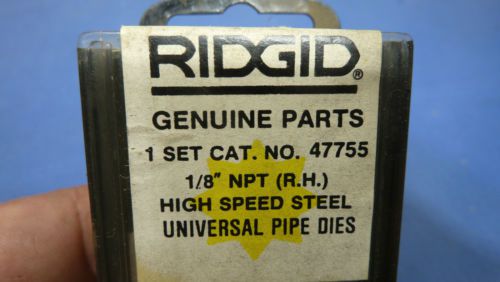 RIDGID®
GENUINE PARTS
1 SET CAT. NO. 47755
1/8" NPT (R.H.)
HIGH SPEED STEEL
UNIVERSAL PIPE DIES